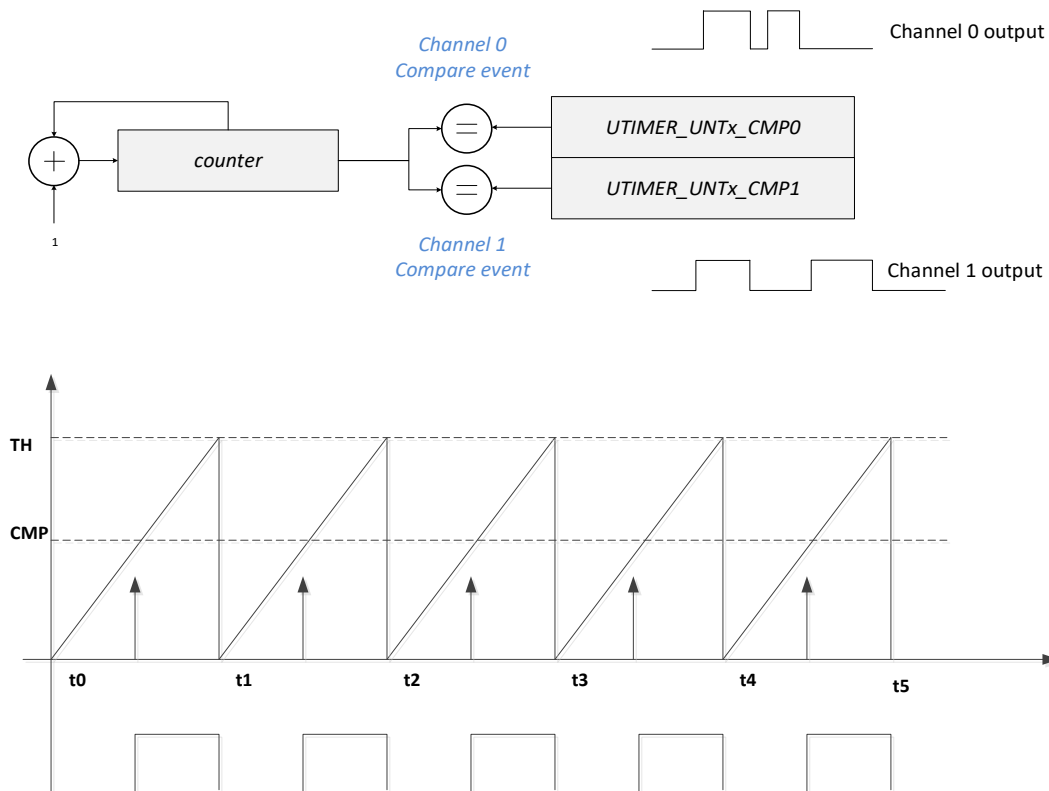 Channel 0 output
Channel 0
Compare event
UTIMER_UNTx_CMP0
counter
UTIMER_UNTx_CMP1
1
Channel 1
Compare event
Channel 1 output
TH
CMP
t0
t1
t2
t3
t4
t5